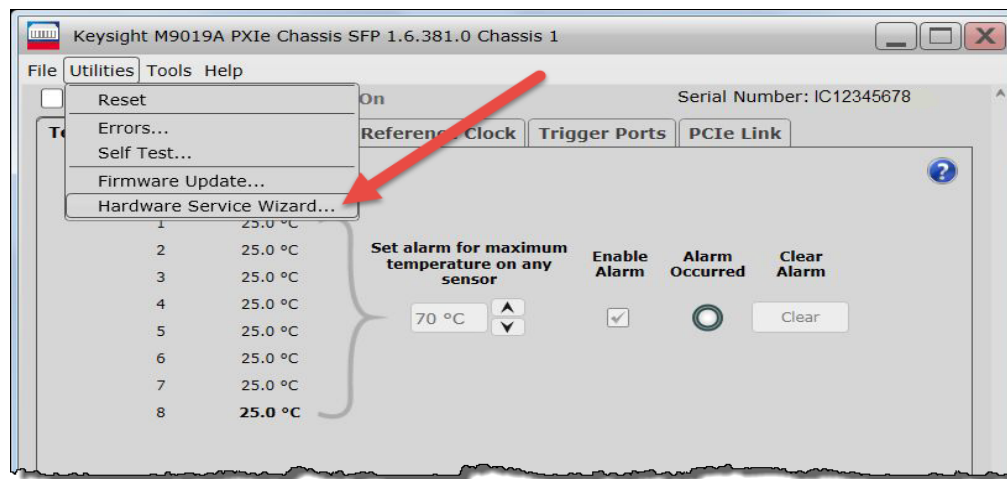 Keysight M9019A PXIe Chassis SFP 1.6.381.0 Chassis 1
File Utilities Tools Help
On Serial Number: IC12345678
Reset
Errors...
Self Test...
Firmware Update...
Hardware Service Wizard...
Reference Clock Trigger Ports PCIe Link
1 25.0 °C
2 25.0 °C
3 25.0 °C
4 25.0 °C
5 25.0 °C
6 25.0 °C
7 25.0 °C
8 25.0 °C
Set alarm for maximum
temperature on any
sensor
70 °C
Enable
Alarm
Alarm
Occurred
Clear
Alarm
Clear